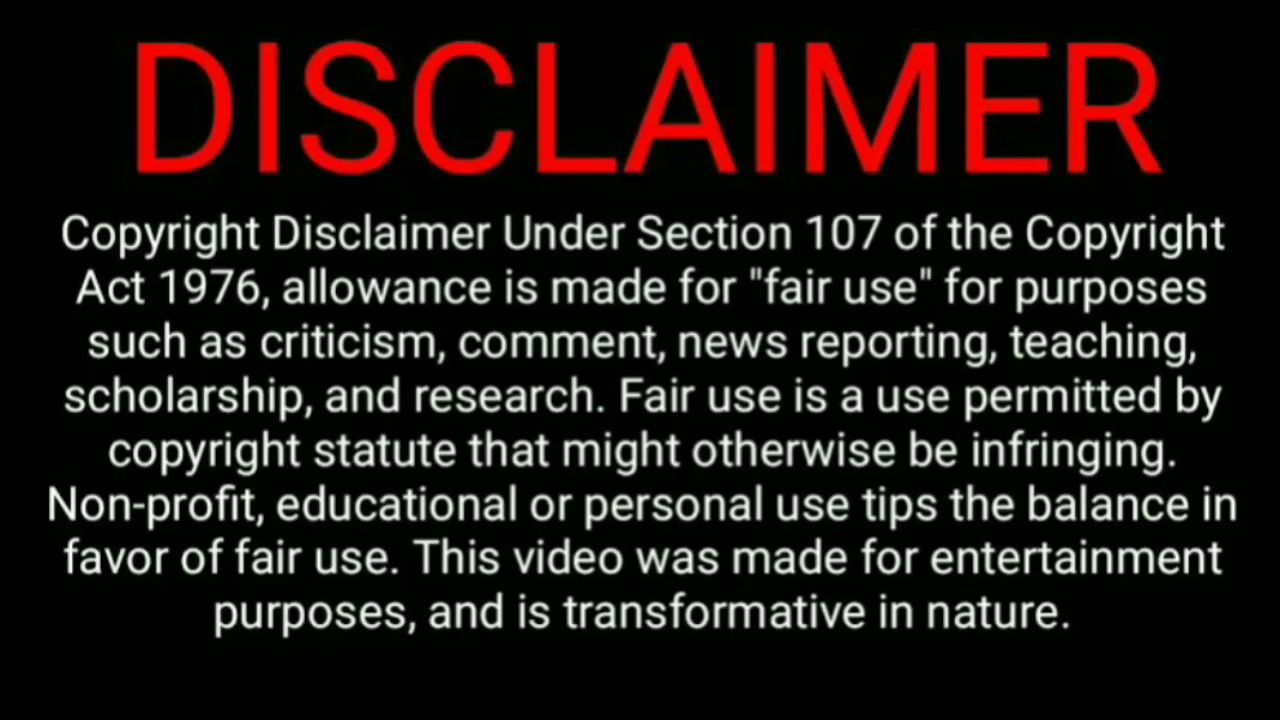 DISCLAIMER
Copyright Disclaimer Under Section 107 of the Copyright
Act 1976, allowance is made for "fair use" for purposes
such as criticism, comment, news reporting, teaching,
scholarship, and research. Fair use is a use permitted by
copyright statute that might otherwise be infringing.
Non-profit, educational or personal use tips the balance in
favor of fair use. This video was made for entertainment
purposes, and is transformative in nature.